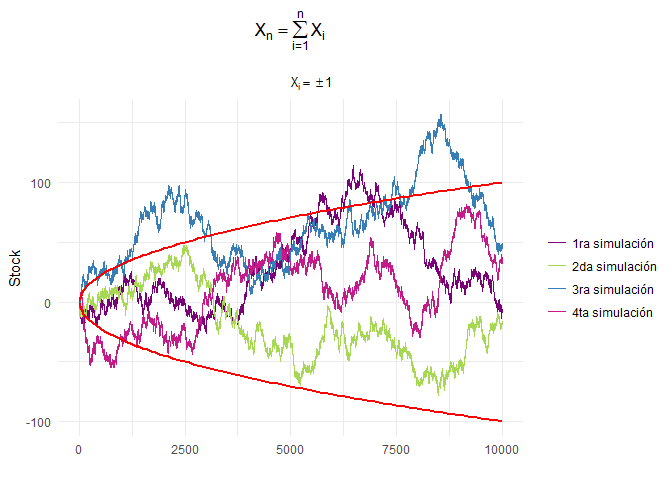 Xₙ = ∑ⁿᵢ₌₁ Xᵢ
Xᵢ = ±1
Stock
100
0
-100
0 2500 5000 7500 10000
1ra simulación
2da simulación
3ra simulación
4ta simulación